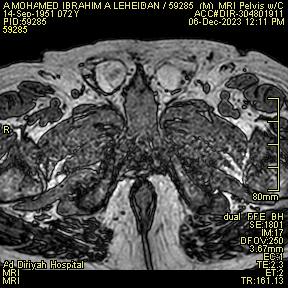 A MOHAMED IBRAHIM A LEHEIDAN / 59285 (M) MRI Pelvis w/C
14-Sep-1951 072Y ACC#DIR-304801911
PID:59285 06-Dec-2023 12:11 PM
59285
R
80mm
dual_FFE_BH
SE:1801
IM:17
DFOV:250
3.67mm
EC:1
Ad Diriyah Hospital TE:2.3
MRI ET:2
MRI TR:161.13